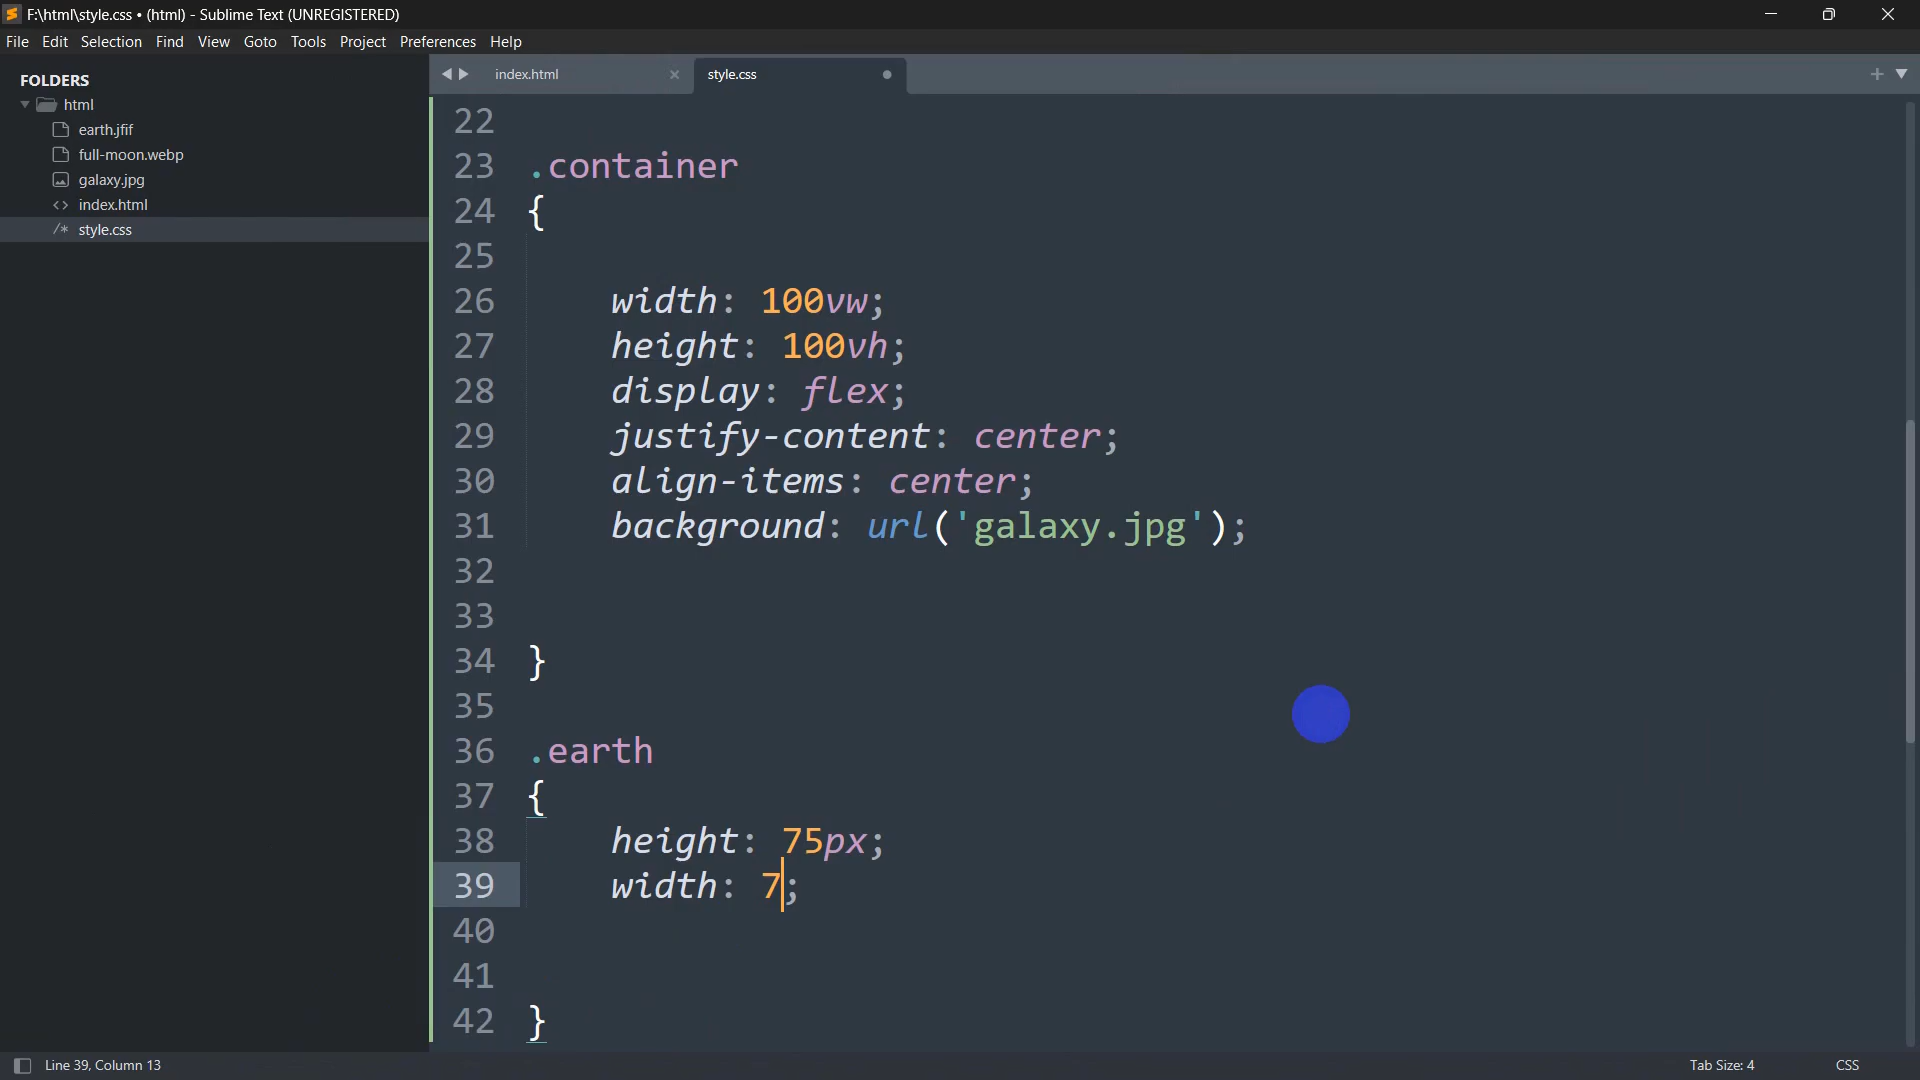 F:\html\style.css • (html) - Sublime Text (UNREGISTERED)
File Edit Selection Find View Goto Tools Project Preferences Help
FOLDERS
html
earth.jfif
full-moon.webp
galaxy.jpg
<> index.html
/* style.css
index.html
style.css
22
23 .container
24 {
25
26 width: 100vw;
27 height: 100vh;
28 display: flex;
29 justify-content: center;
30 align-items: center;
31 background: url('galaxy.jpg');
32
33
34 }
35
36 .earth
37 {
38 height: 75px;
39 width: 7;
40
41
42 }
Line 39, Column 13
Tab Size: 4
CSS